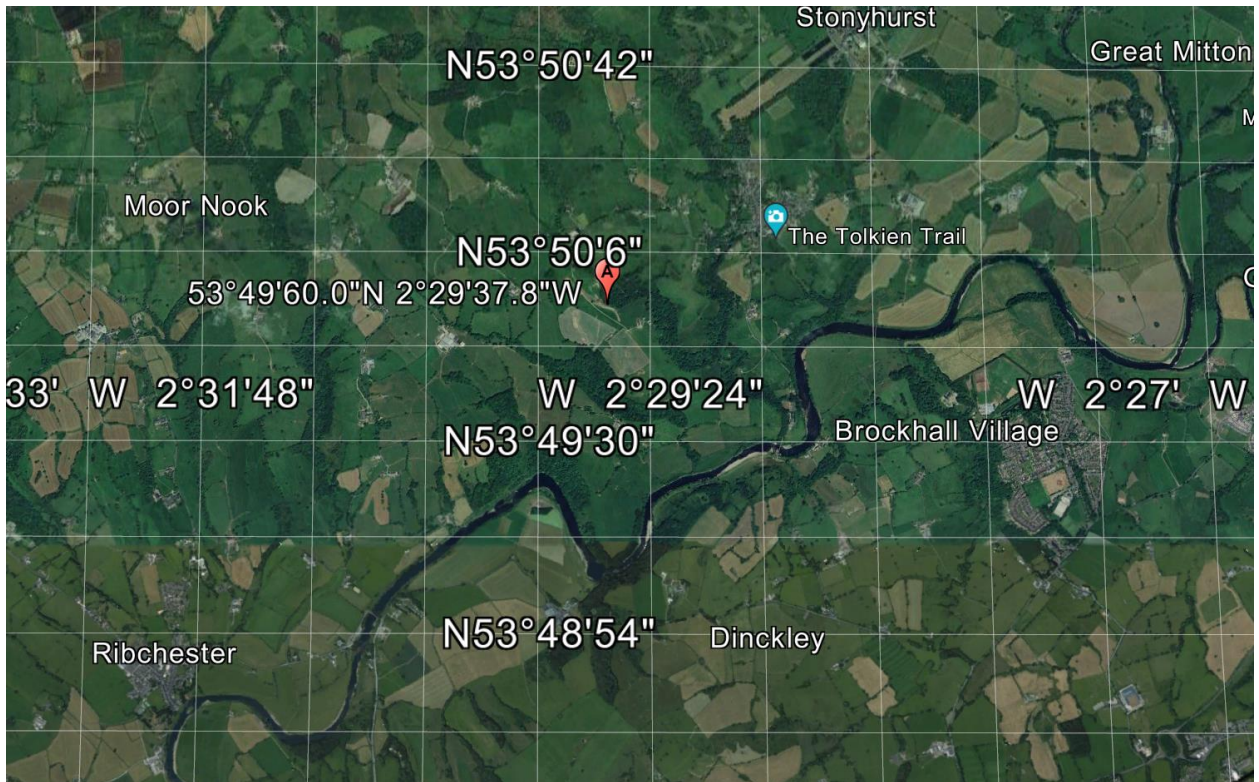 Stonyhurst
Great Mitton
N53°50'42"
M
Moor Nook
The Tolkien Trail
N53°50'6"
A
53°49'60.0"N 2°29'37.8"W
33' W 2°31'48" W 2°29'24" W 2°27' W
Brockhall Village
N53°49'30"
N53°48'54"
Dinckley
Ribchester